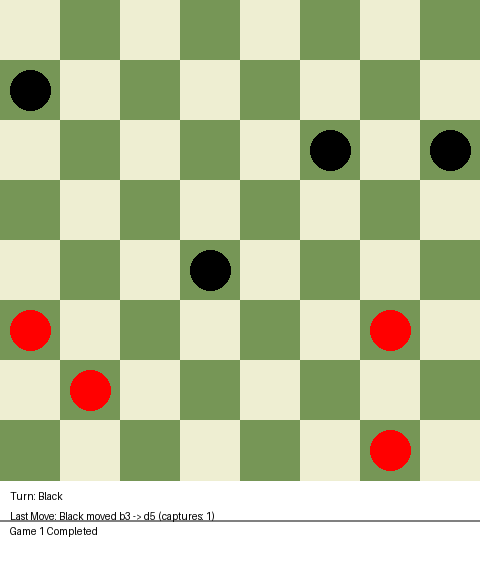 Turn: Black
Last Move: Black moved b3 -> d5 (captures: 1)
Game 1 Completed